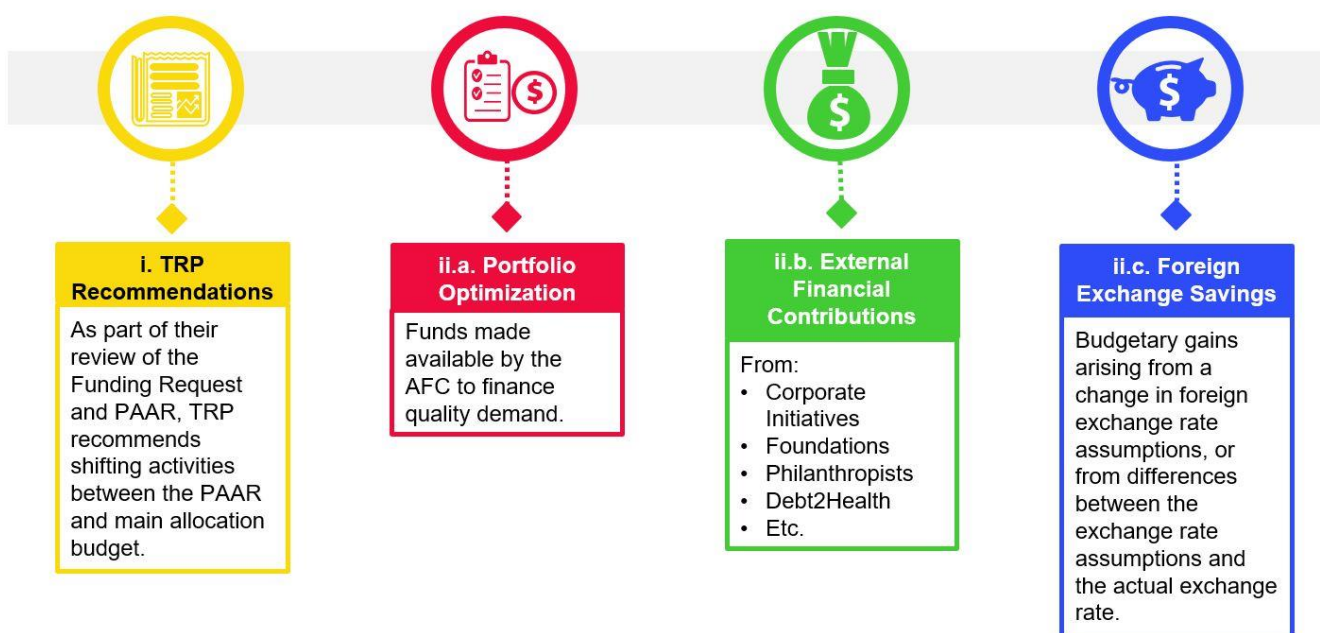 i. TRP
Recommendations
As part of their
review of the
Funding Request
and PAAR, TRP
recommends
shifting activities
between the PAAR
and main allocation
budget.
ii.a. Portfolio
Optimization
Funds made
available by the
AFC to finance
quality demand.
ii.b. External
Financial
Contributions
From:
• Corporate
Initiatives
• Foundations
• Philanthropists
• Debt2Health
• Etc.
ii.c. Foreign
Exchange Savings
Budgetary gains
arising from a
change in foreign
exchange rate
assumptions, or
from differences
between the
exchange rate
assumptions and
the actual exchange
rate.